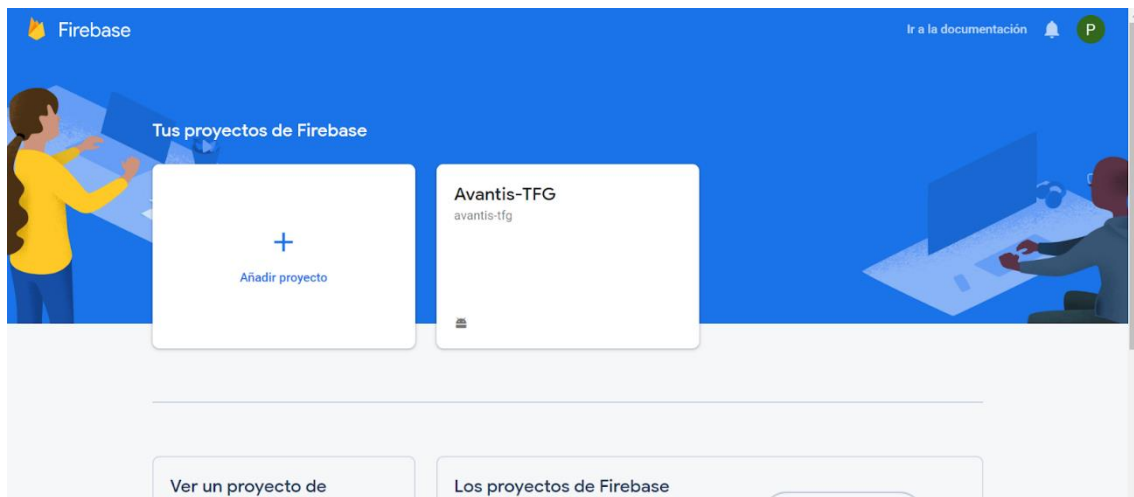 Firebase
Ir a la documentación
P
Tus proyectos de Firebase
Añadir proyecto
Avantis-TFG
avantis-tfg
Ver un proyecto de
Los proyectos de Firebase